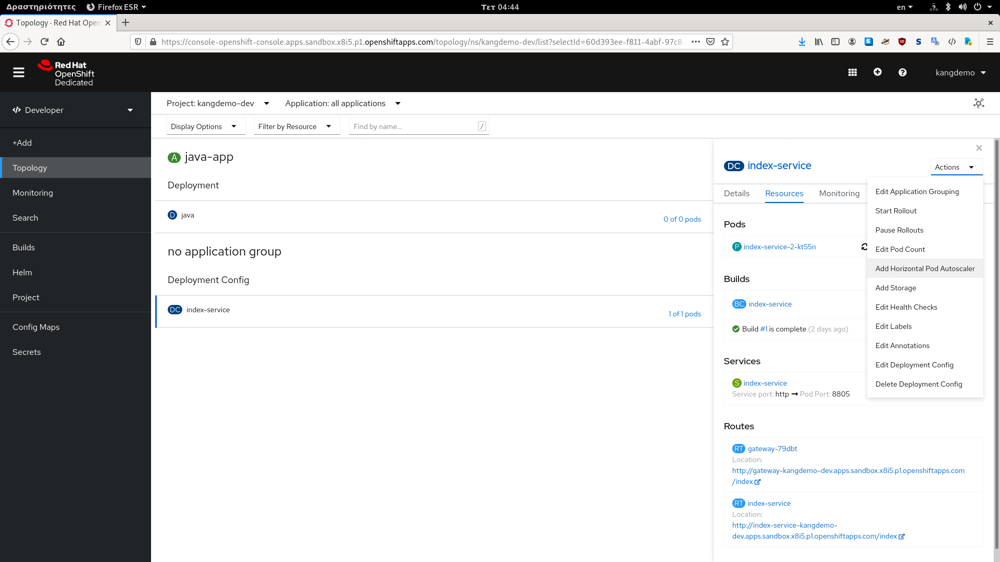 Δραστηριότητες Firefox ESR Τετ 04:44 en
Topology · Red Hat Open
https://console-openshift-console.apps.sandbox.x8i5.p1.openshiftapps.com/topology/ns/kangdemo-dev/list?selectId=60d393ee-f811-4abf-97c8-
Red Hat
OpenShift
Dedicated
kangdemo
Developer
+Add
Topology
Monitoring
Search
Builds
Helm
Project
Config Maps
Secrets
Project: kangdemo-dev Application: all applications
Display Options Filter by Resource Find by name... /
A java-app
Deployment
D java
0 of 0 pods
no application group
Deployment Config
DC index-service
1 of 1 pods
DC index-service
Actions
Details Resources Monitoring
Edit Application Grouping
Start Rollout
Pause Rollouts
Edit Pod Count
Add Horizontal Pod Autoscaler
Add Storage
Edit Health Checks
Edit Labels
Edit Annotations
Edit Deployment Config
Delete Deployment Config
Pods
P index-service-2-kt55n
Builds
BC index-service
Build #1 is complete (2 days ago)
Services
S index-service
Service port: http → Pod Port: 8805
Routes
RT gateway-79dbt
Location:
http://gateway-kangdemo-dev.apps.sandbox.x8i5.p1.openshiftapps.com
/index
RT index-service
Location:
http://index-service-kangdemo-
dev.apps.sandbox.x8i5.p1.openshiftapps.com/index